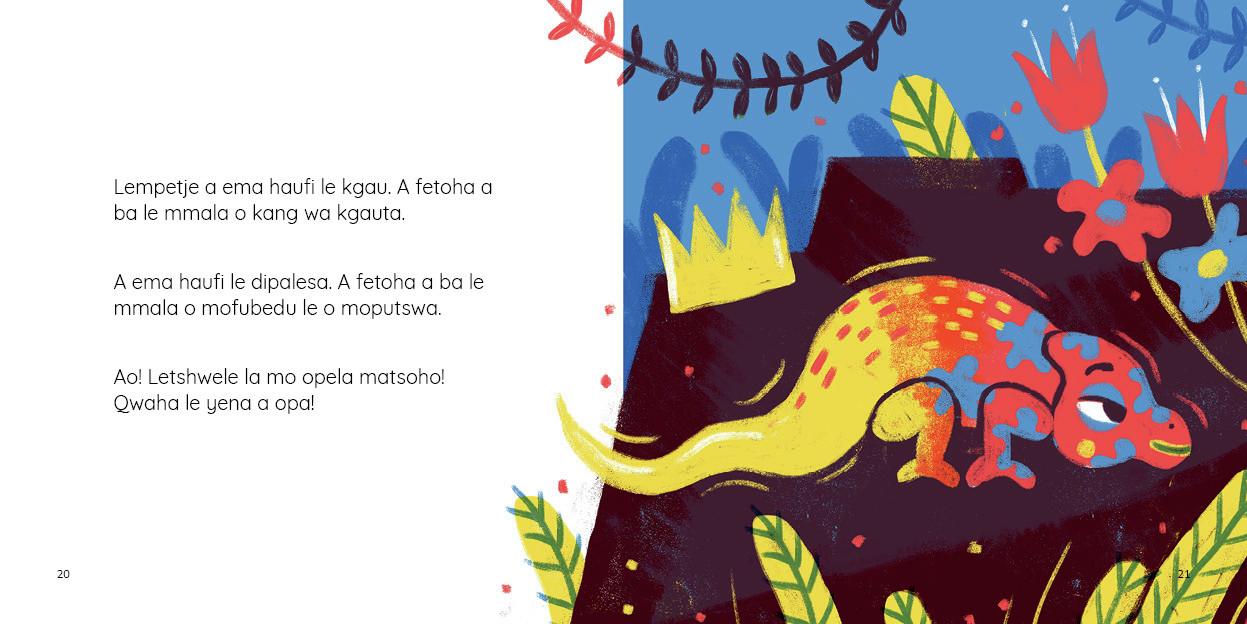 Lempetje a ema haufi le kgau. A fetoha a
ba le mmala o kang wa kgauta.
A ema haufi le dipalesa. A fetoha a ba le
mmala o mofubedu le o moputswa.
Ao! Letshwele la mo opela matsoho!
Qwaha le yena a opa!
20
21